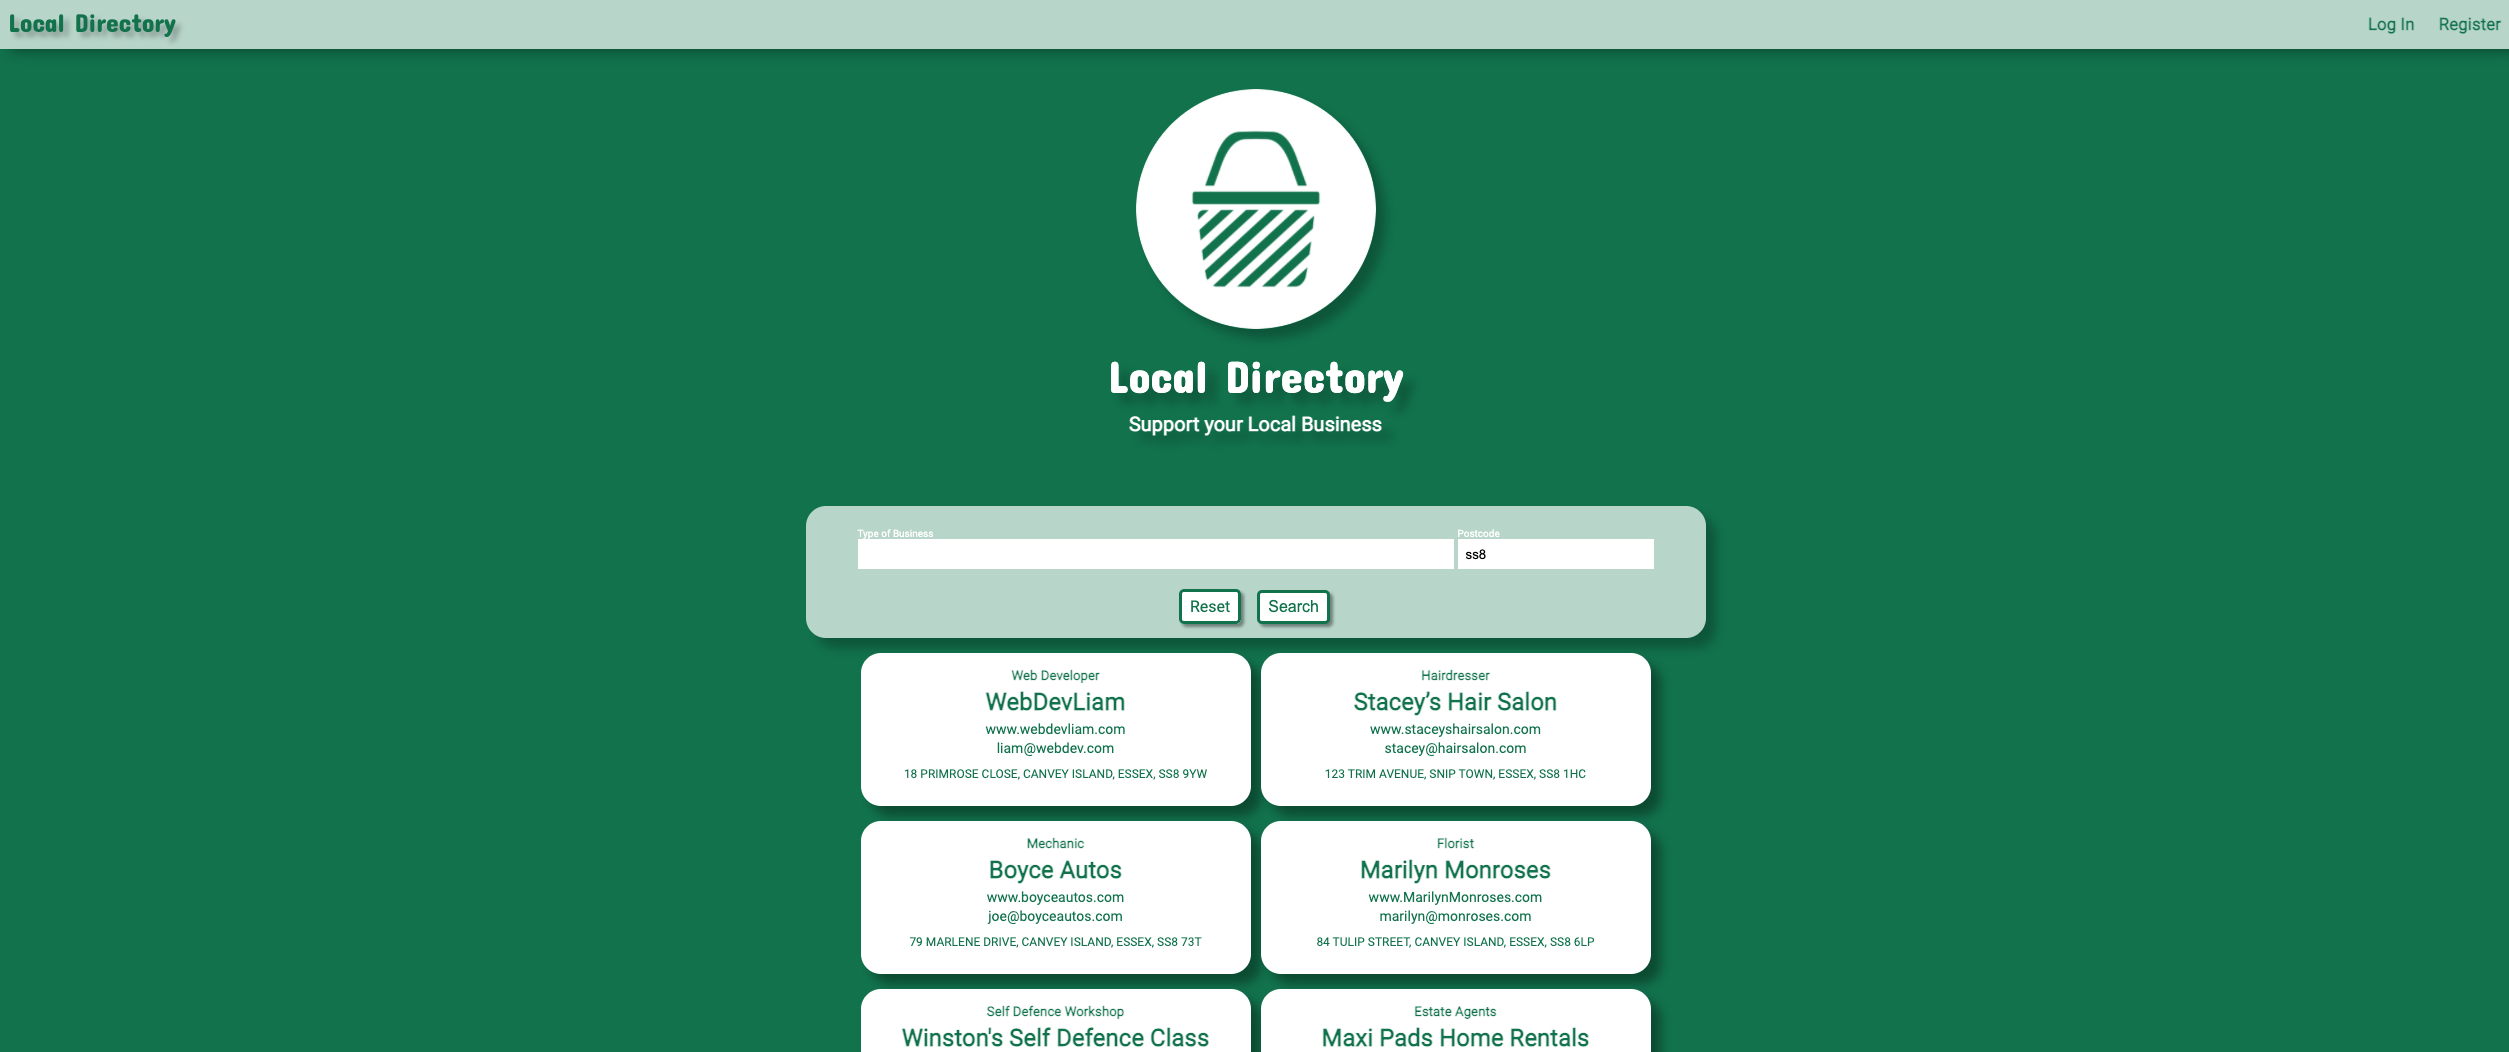 Local Directory
Log In
Register
Local Directory
Support your Local Business
Type of Business
Postcode
ss8
Reset
Search
Web Developer
WebDevLiam
www.webdevliam.com
liam@webdev.com
18 PRIMROSE CLOSE, CANVEY ISLAND, ESSEX, SS8 9YW
Hairdresser
Stacey’s Hair Salon
www.staceyshairsalon.com
stacey@hairsalon.com
123 TRIM AVENUE, SNIP TOWN, ESSEX, SS8 1HC
Mechanic
Boyce Autos
www.boyceautos.com
joe@boyceautos.com
79 MARLENE DRIVE, CANVEY ISLAND, ESSEX, SS8 73T
Florist
Marilyn Monroses
www.MarilynMonroses.com
marilyn@monroses.com
84 TULIP STREET, CANVEY ISLAND, ESSEX, SS8 6LP
Self Defence Workshop
Winston's Self Defence Class
Estate Agents
Maxi Pads Home Rentals